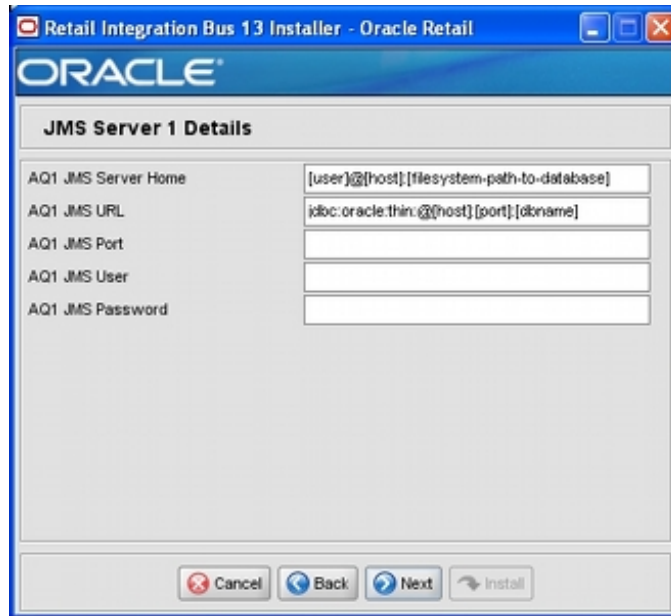 Retail Integration Bus 13 Installer - Oracle Retail
ORACLE®
JMS Server 1 Details
AQ1 JMS Server Home [user]@[host]:[filesystem-path-to-database]
AQ1 JMS URL jdbc:oracle:thin:@[host]:[port]:[dbname]
AQ1 JMS Port
AQ1 JMS User
AQ1 JMS Password
Cancel Back Next Install